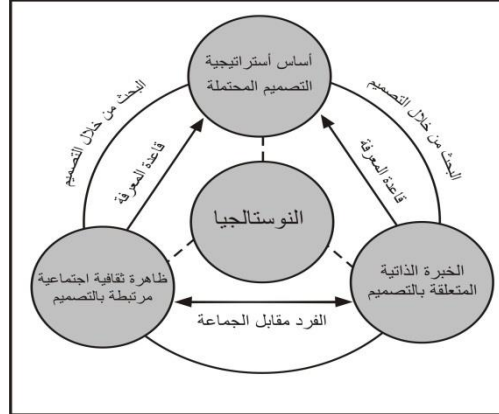 أساس أستراتيجية
التصميم المحتملة
البحث من خلال التصميم
البحث من خلال التصميم
قاعدة المعرفة
قاعدة المعرفة
النوستالجيا
الخبرة الذاتية
المتعلقة بالتصميم
ظاهرة ثقافية اجتماعية
مرتبطة بالتصميم
الفرد مقابل الجماعة